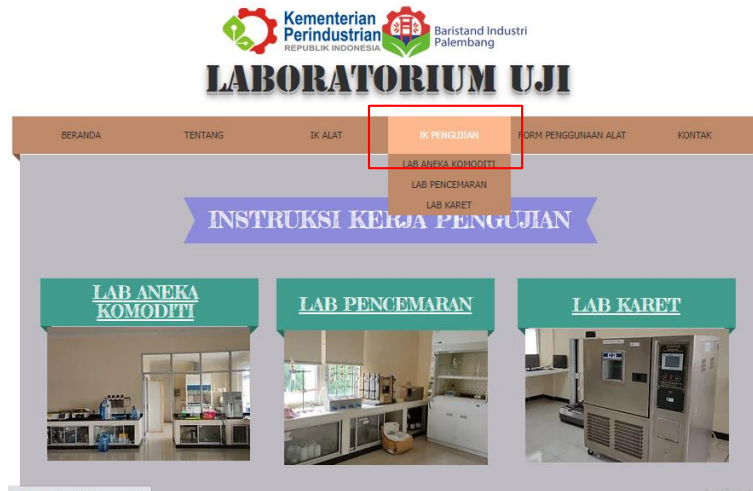 Kementerian
Perindustrian
REPUBLIK INDONESIA
Baristand Industri
Palembang
LABORATORIUM UJI
BERANDA TENTANG IK ALAT IK PENGUJIAN FORM PENGGUNAAN ALAT KONTAK
LAB ANEKA KOMODITI
LAB PENCEMARAN
LAB KARET
INSTRUKSI KERJA PENGUJIAN
LAB ANEKA
KOMODITI
LAB PENCEMARAN
LAB KARET